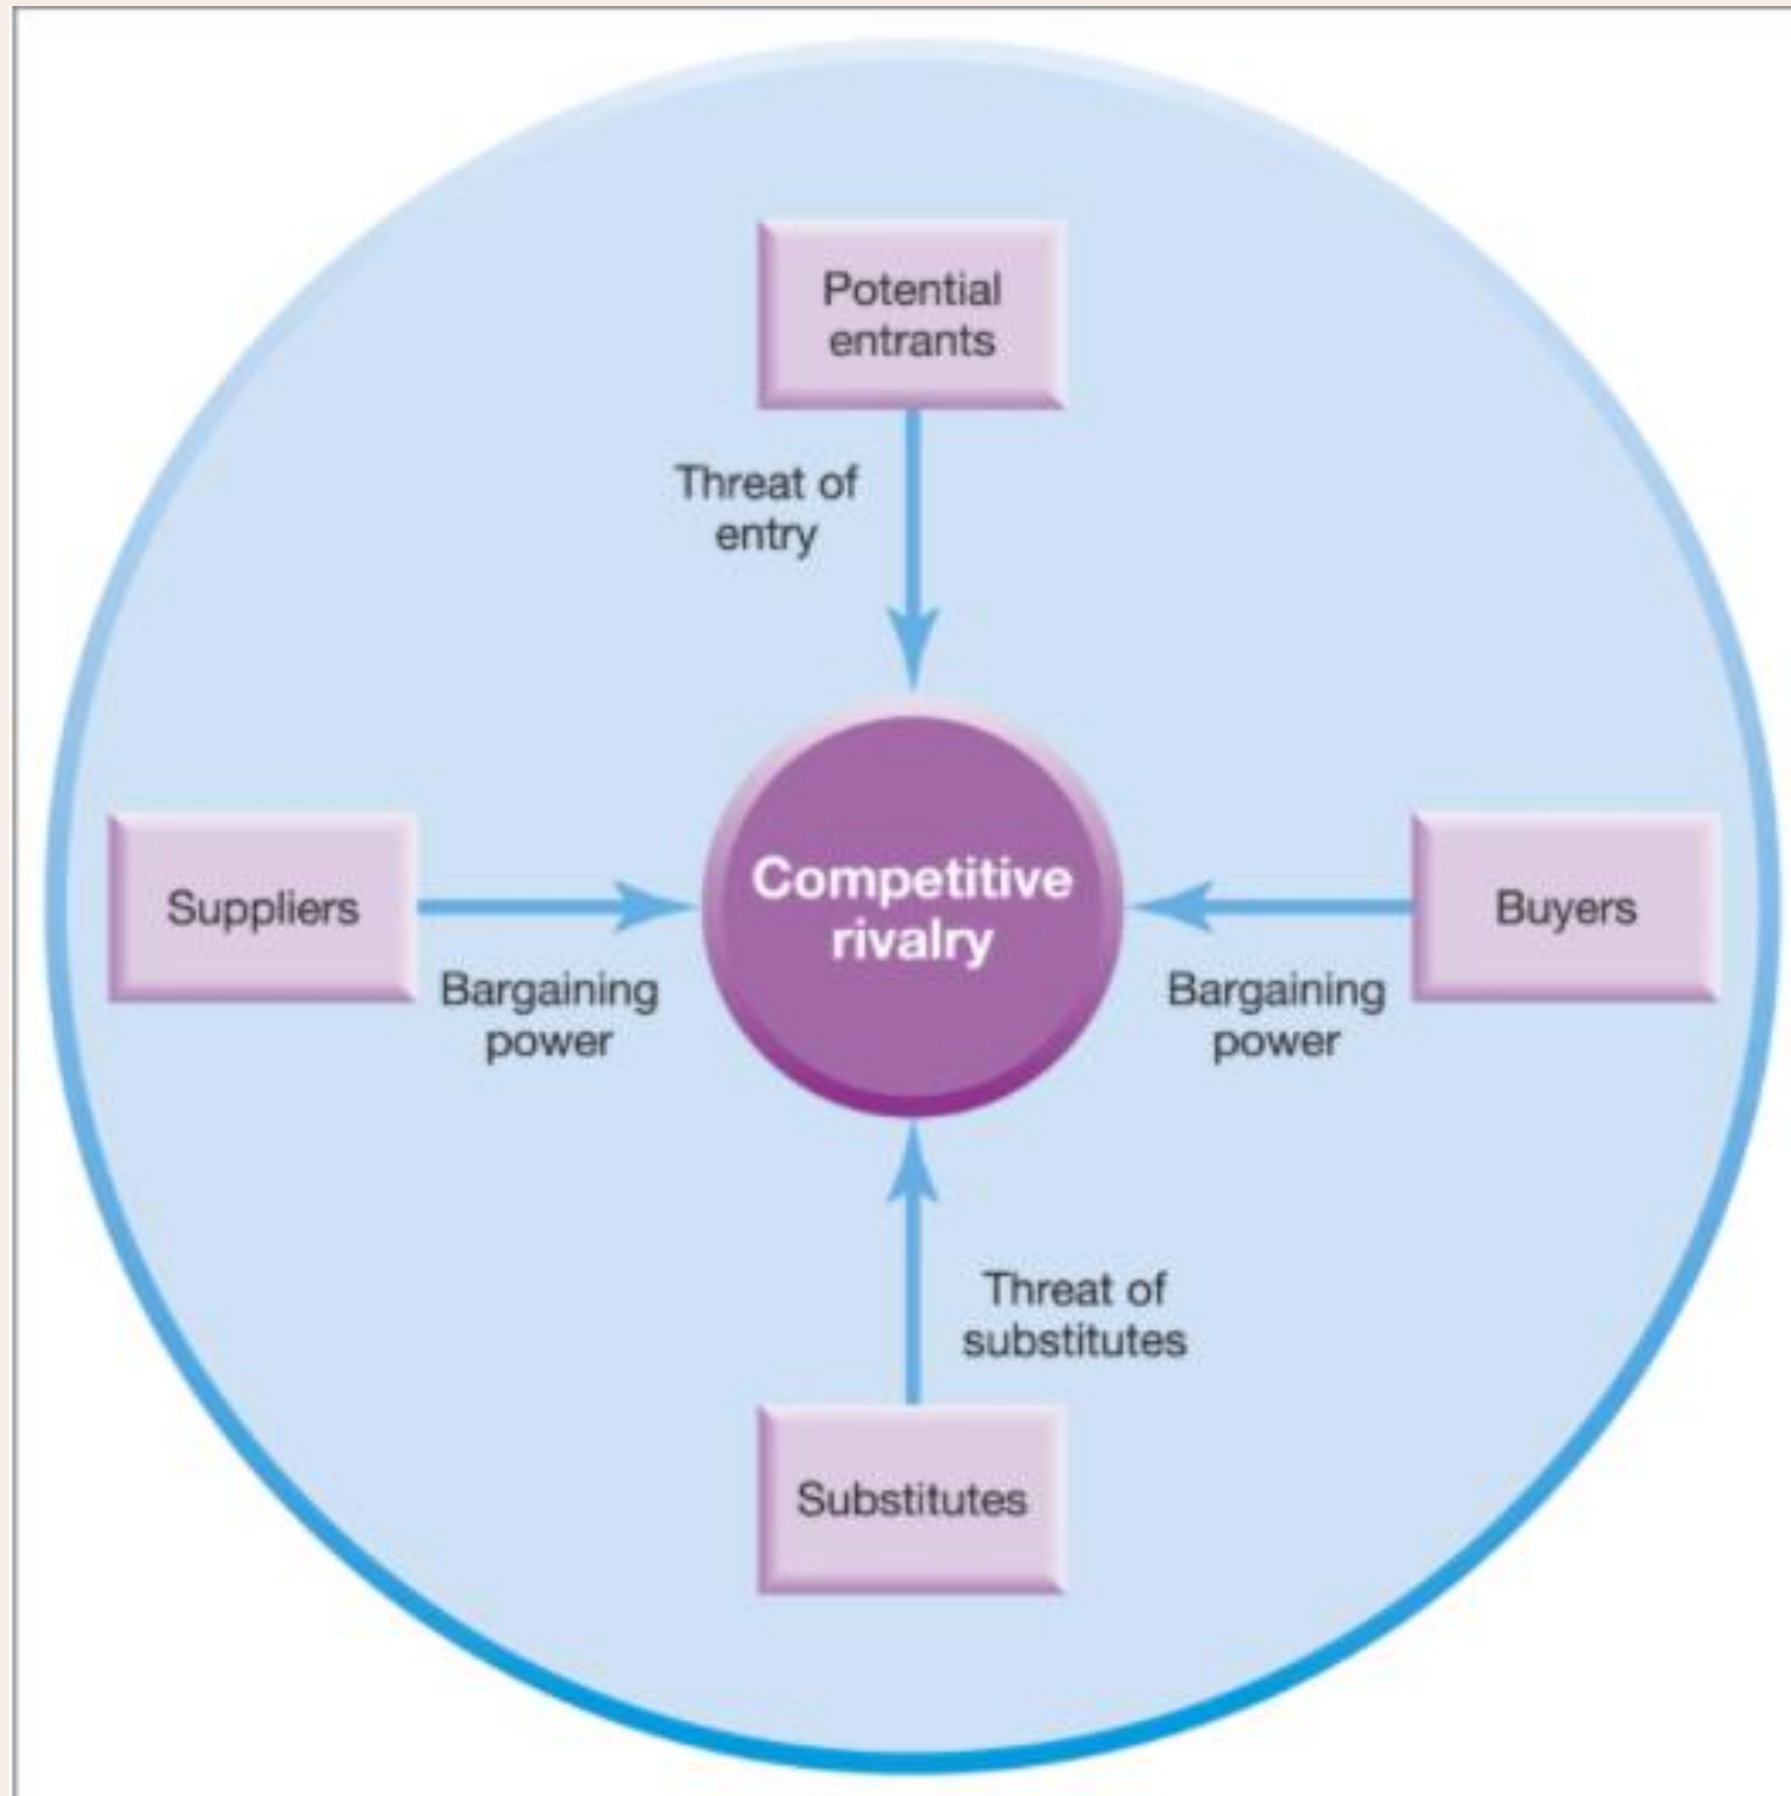 Potential
entrants
Threat of
entry
Suppliers
Bargaining
power
Competitive
rivalry
Buyers
Bargaining
power
Threat of
substitutes
Substitutes